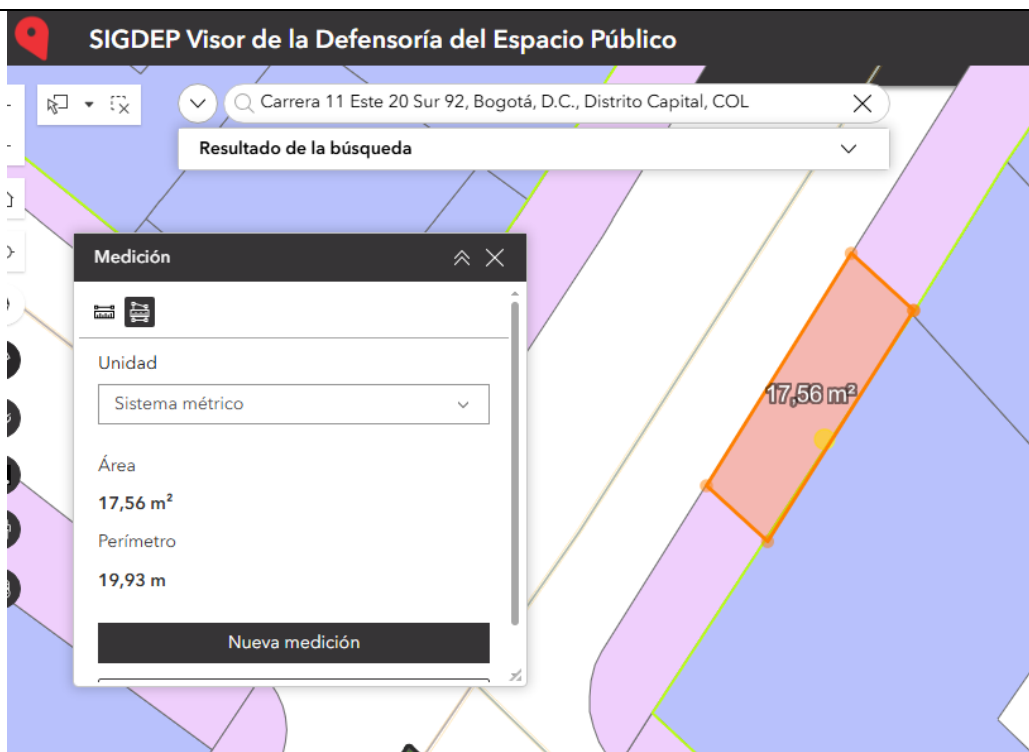 SIGDEP Visor de la Defensoría del Espacio Público
Carrera 11 Este 20 Sur 92, Bogotá, D.C., Distrito Capital, COL
Resultado de la búsqueda
Medición
Unidad
Sistema métrico
Área
17,56 m²
Perímetro
19,93 m
Nueva medición
17,56 m²